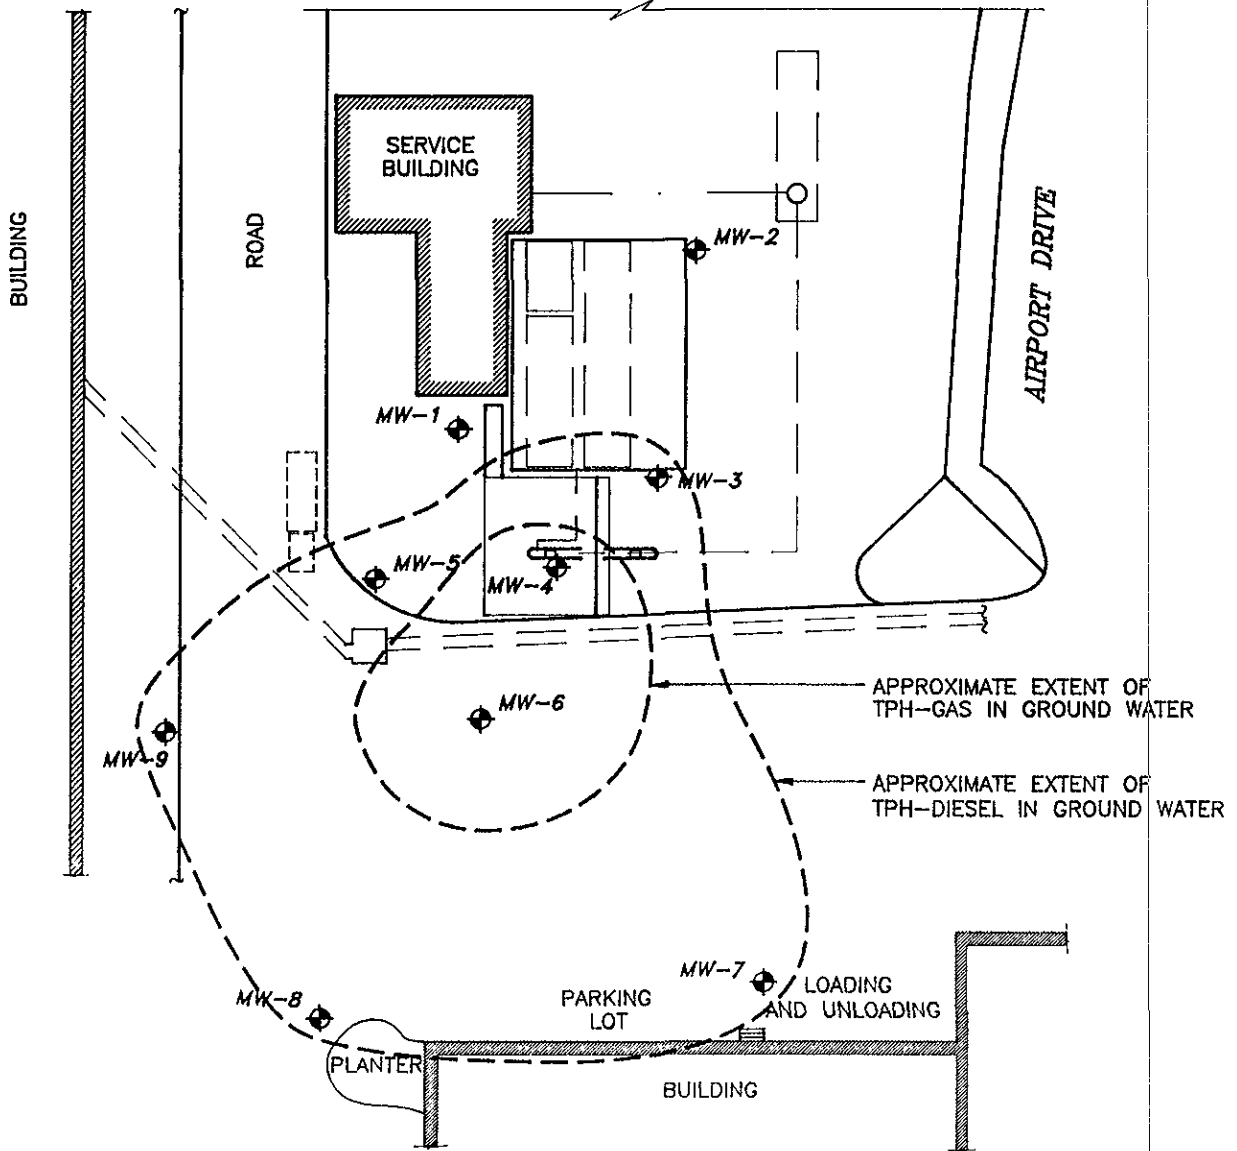 SERVICE
BUILDING
BUILDING
ROAD
MW-2
AIRPORT DRIVE
MW-1
MW-3
MW-5
MW-4
MW-6
APPROXIMATE EXTENT OF
TPH-GAS IN GROUND WATER
MW-9
APPROXIMATE EXTENT OF
TPH-DIESEL IN GROUND WATER
MW-7
LOADING
AND UNLOADING
MW-8
PARKING
LOT
PLANTER
BUILDING